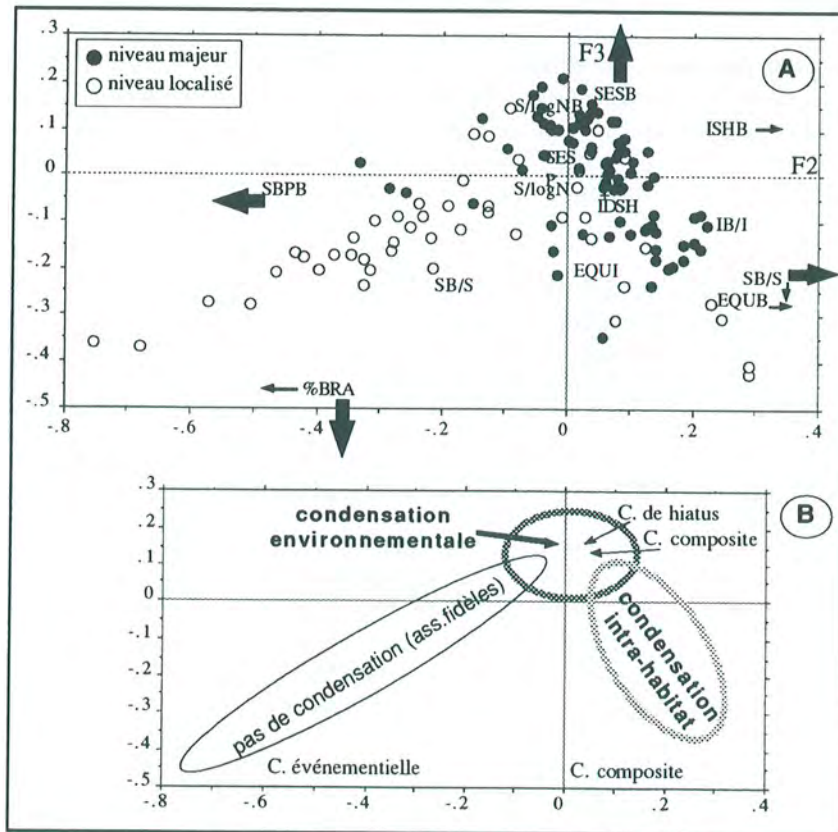 .3
.2
.1
0
-.1
-.2
-.3
-.4
-.5
niveau majeur
niveau localisé
F3
A
S/logNB
SESB
ISHB
SES
F2
SBPB
S/logN
IDSH
IB/I
SB/S
EQUI
SB/S
EQUB
%BRA
-.8
-.6
-.4
-.2
0
.2
.4
.3
.2
.1
0
-.1
-.2
-.3
-.4
-.5
condensation
environnementale
C. de hiatus
C. composite
B
pas de condensation (ass.fidèles)
condensation
intra-habitat
C. événementielle
C. composite
-.8
-.6
-.4
-.2
0
.2
.4